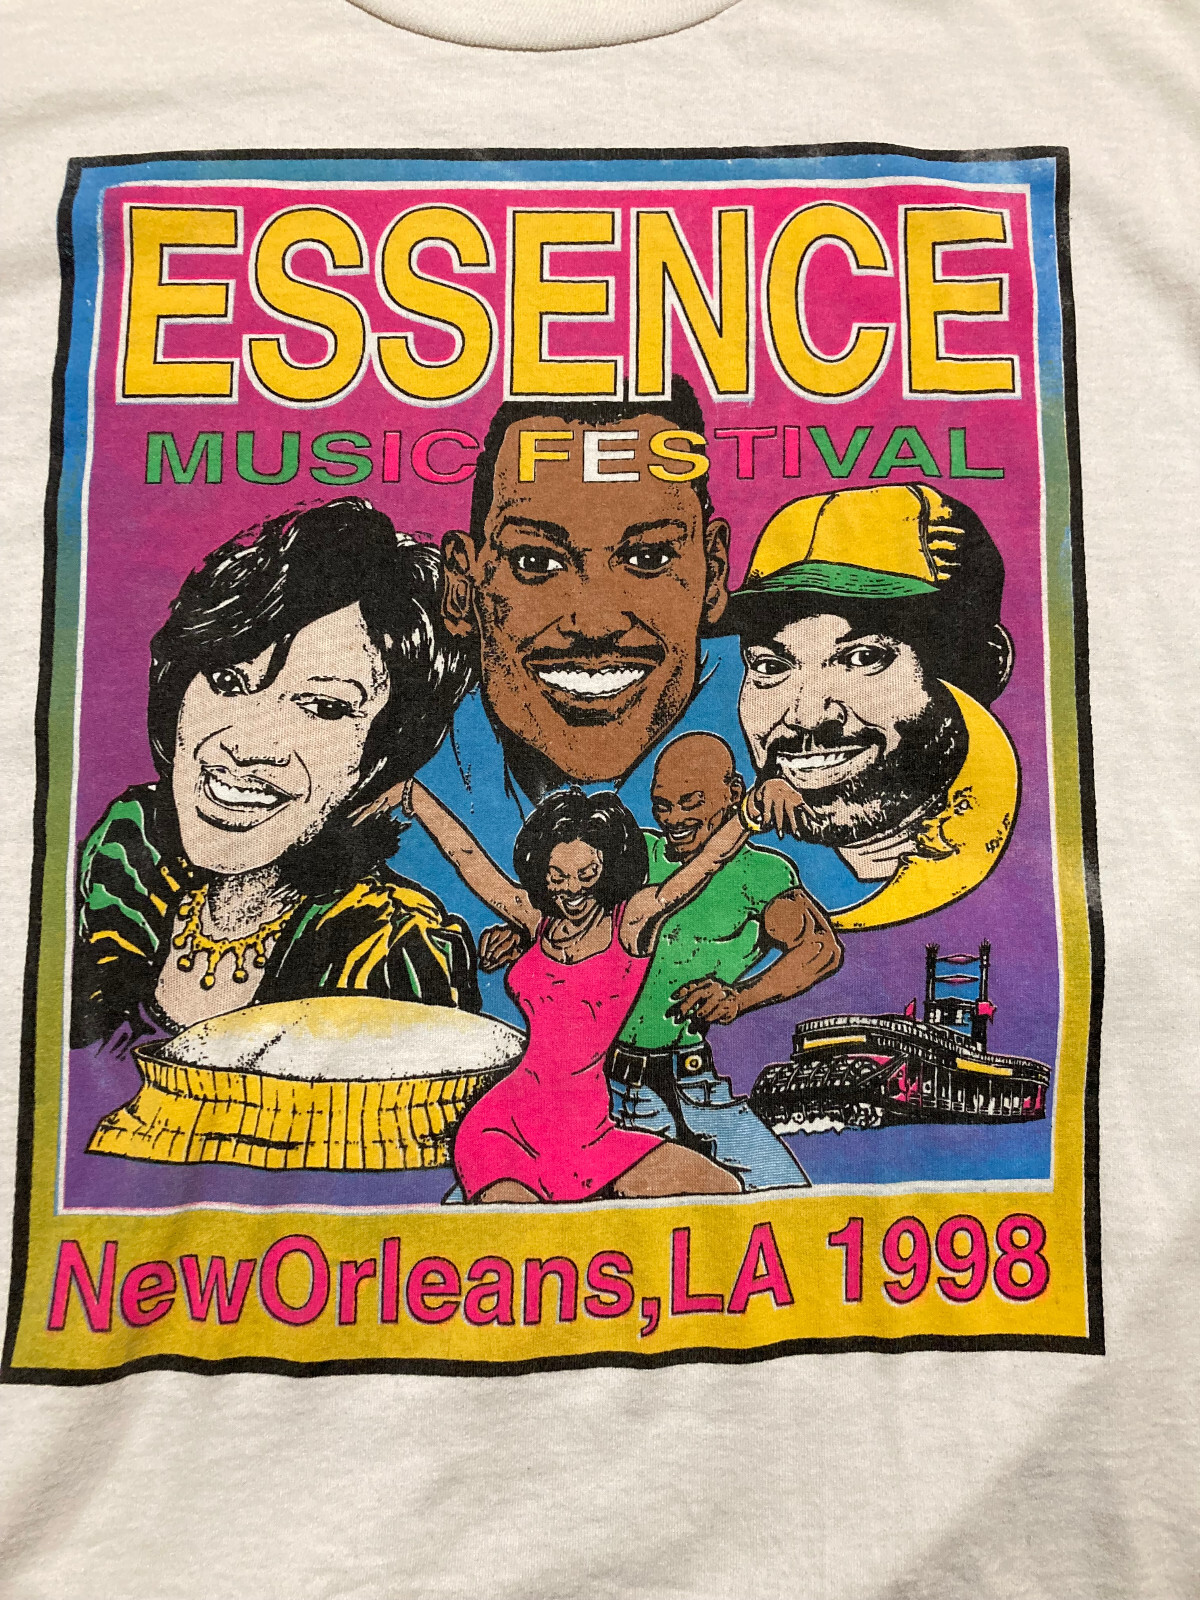 ESSENCE
MUSIC FESTIVAL
NewOrleans,LA 1998